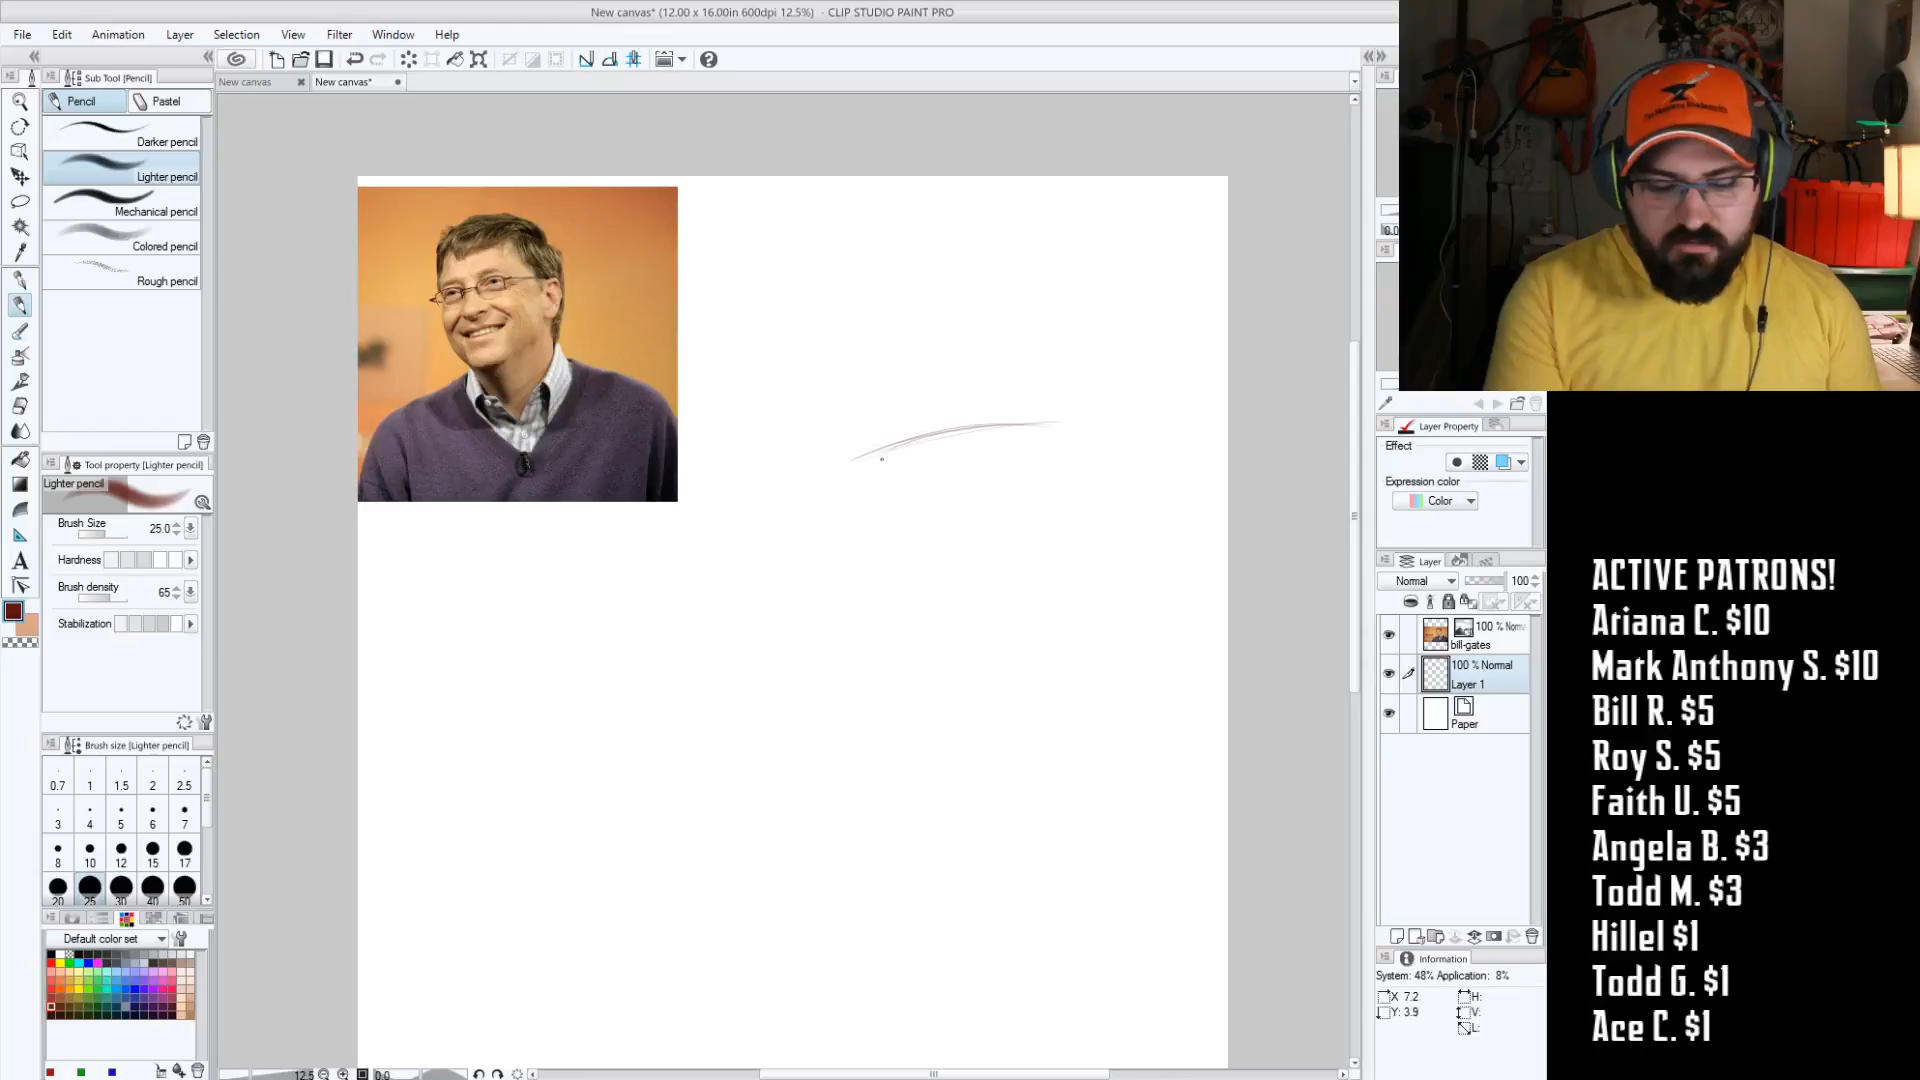 New canvas* (12.00 x 16.00in 600dpi 12.5%) - CLIP STUDIO PAINT PRO
File Edit Animation Layer Selection View Filter Window Help
Sub Tool [Pencil]
New canvas
New canvas*
Pencil
Pastel
Darker pencil
Lighter pencil
Mechanical pencil
Colored pencil
Rough pencil
Tool property [Lighter pencil]
Lighter pencil
Brush Size 25.0
Hardness
Brush density 65
Stabilization
Brush size [Lighter pencil]
0.7 1 1.5 2 2.5
3 4 5 6 7
8 10 12 15 17
20 25 30 40 50
Default color set
12.5
0.0
0.0
Layer Property
Effect
Expression color
Color
Layer
Normal 100
100 % Norma
bill-gates
100 % Normal
Layer 1
Paper
Information
System: 48% Application: 8%
X 7.2 H:
Y: 3.9 V:
L:
ACTIVE PATRONS!
Ariana C. $10
Mark Anthony S. $10
Bill R. $5
Roy S. $5
Faith U. $5
Angela B. $3
Todd M. $3
Hillel $1
Todd G. $1
Ace C. $1